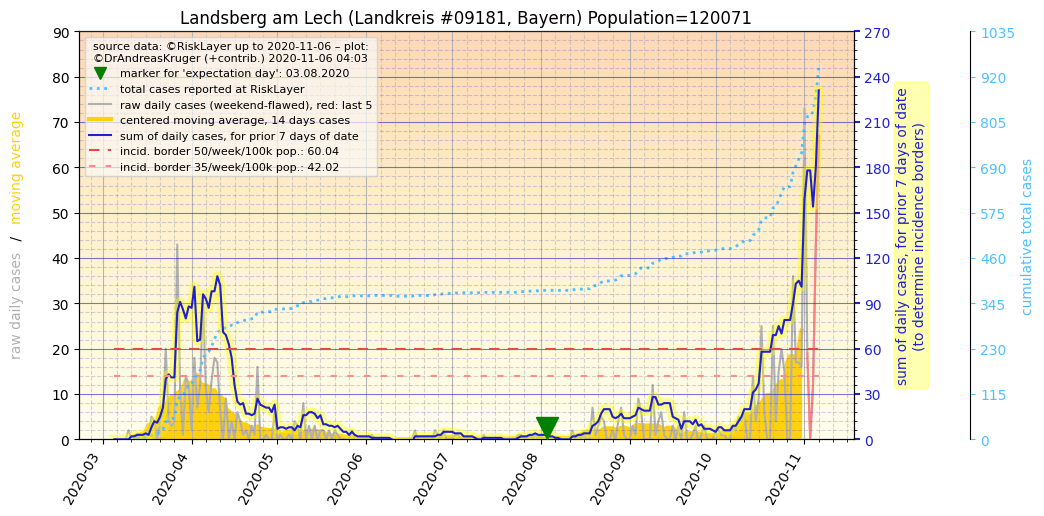 Landsberg am Lech (Landkreis #09181, Bayern) Population=120071
source data: ©RiskLayer up to 2020-11-06 – plot:
©DrAndreasKruger (+contrib.) 2020-11-06 04:03
marker for 'expectation day': 03.08.2020
total cases reported at RiskLayer
raw daily cases (weekend-flawed), red: last 5
centered moving average, 14 days cases
sum of daily cases, for prior 7 days of date
incid. border 50/week/100k pop.: 60.04
incid. border 35/week/100k pop.: 42.02
raw daily cases / moving average
90
80
70
60
50
40
30
20
10
0
270
240
210
180
150
120
90
60
30
0
sum of daily cases, for prior 7 days of date
(to determine incidence borders)
1035
920
805
690
575
460
345
230
115
0
cumulative total cases
2020-03
2020-04
2020-05
2020-06
2020-07
2020-08
2020-09
2020-10
2020-11